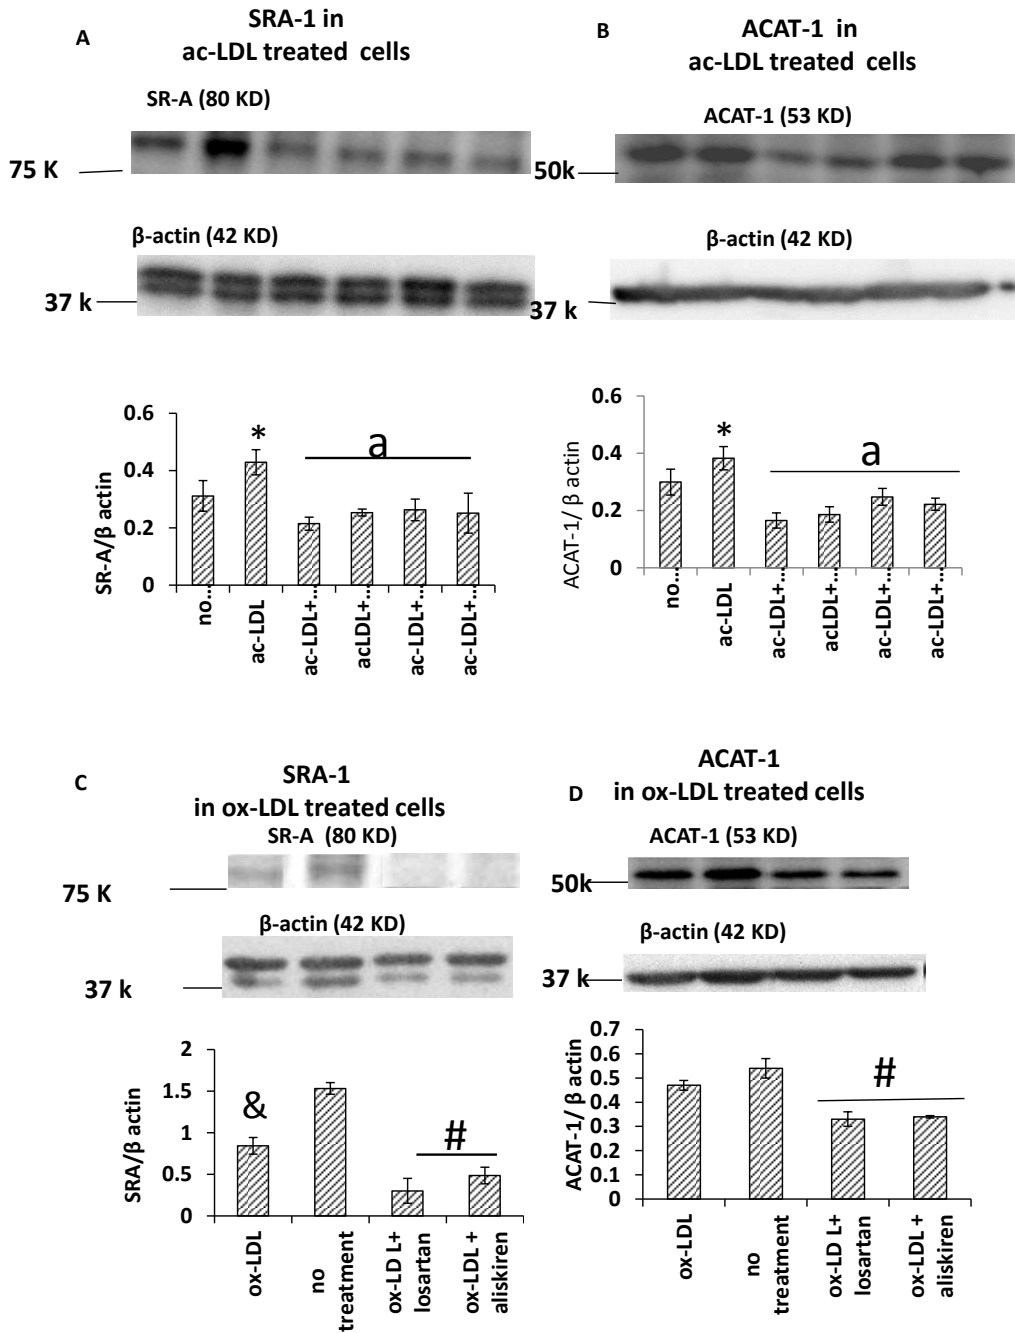 A
SRA-1 in
ac-LDL treated cells
SR-A (80 KD)
75 K
β-actin (42 KD)
37 k
0.6
0.4
0.2
0
SR-A/β actin
*
a
no...
ac-LDL
ac-LDL+...
acLDL+...
ac-LDL+...
ac-LDL+...
B
ACAT-1 in
ac-LDL treated cells
ACAT-1 (53 KD)
50k
β-actin (42 KD)
37 k
0.6
0.4
0.2
0
ACAT-1/ β actin
*
a
no...
ac-LDL
ac-LDL+...
acLDL+...
ac-LDL+...
ac-LDL+...
C
SRA-1
in ox-LDL treated cells
SR-A (80 KD)
75 K
β-actin (42 KD)
37 k
2
1.5
1
0.5
0
SRA/β actin
&
#
ox-LDL
no
treatment
ox-LD L+
losartan
ox-LDL +
aliskiren
D
ACAT-1
in ox-LDL treated cells
ACAT-1 (53 KD)
50k
β-actin (42 KD)
37 k
0.7
0.6
0.5
0.4
0.3
0.2
0.1
0
ACAT-1/ β actin
#
ox-LDL
no
treatment
ox-LD L+
losartan
ox-LDL +
aliskiren